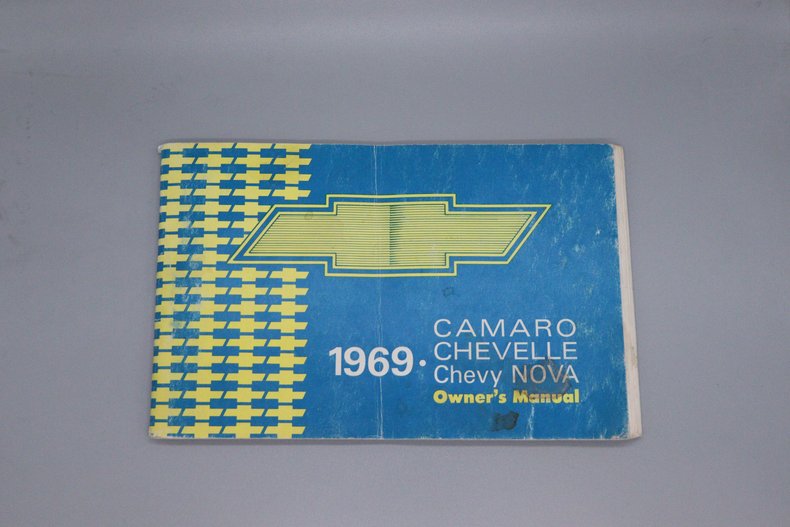 1969 · CAMARO
CHEVELLE
Chevy NOVA
Owner's Manual